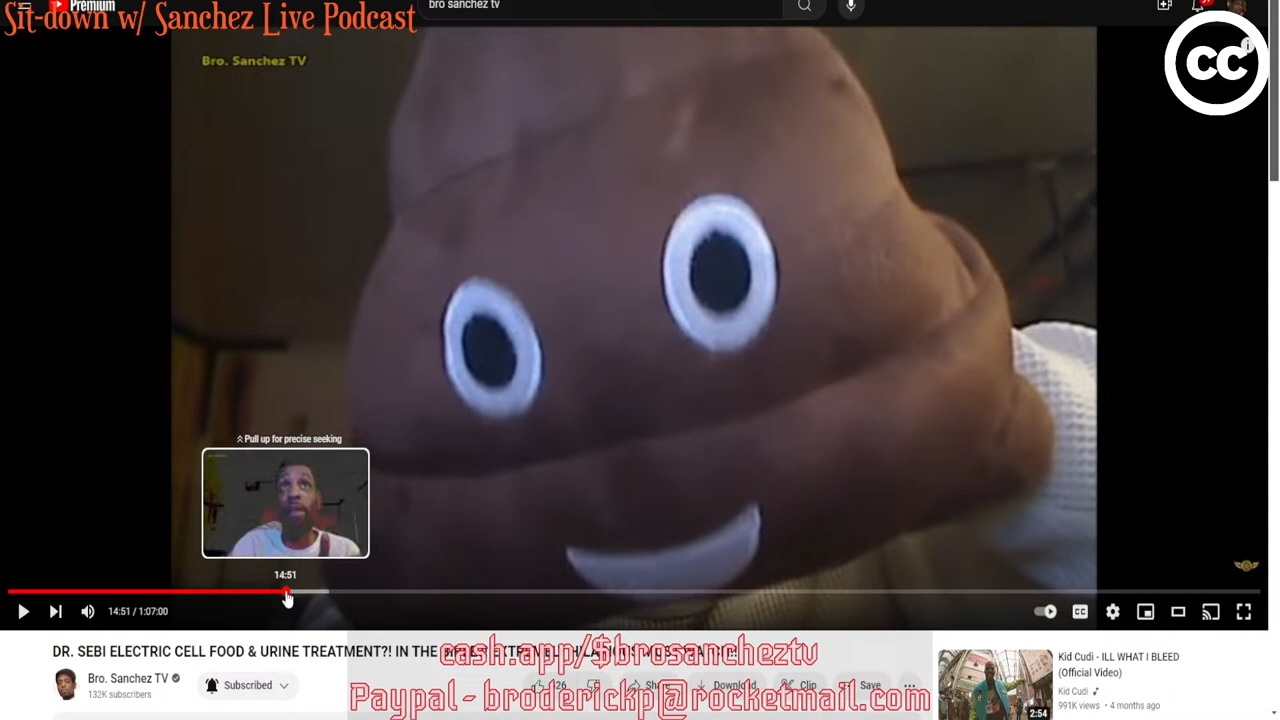 Premium
bro sanchez tv
Sit-down w/ Sanchez Live Podcast
CC
Bro. Sanchez TV
Pull up for precise seeking
14:51
14:51 / 1:07:00
DR. SEBI ELECTRIC CELL FOOD & URINE TREATMENT?! IN THE
cash.app/$brosancheztv
Bro. Sanchez TV
132K subscribers
Subscribed
Share
Download
Clip
Save
Paypal - broderickp@rocketmail.com
Kid Cudi - ILL WHAT I BLEED
(Official Video)
Kid Cudi
991K views • 4 months ago
2:54